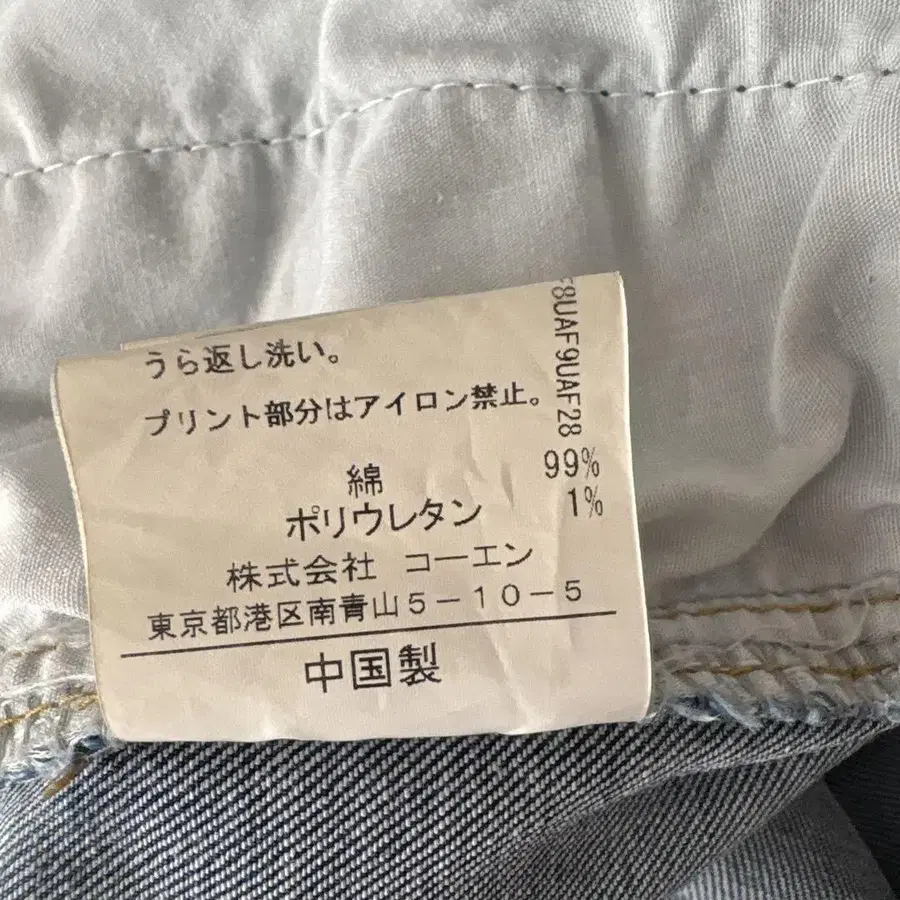 うら返し洗い。
プリント部分はアイロン禁止。
綿 99%
ポリウレタン 1%
株式会社 コーエン
東京都港区南青山5-10-5
中国製
8UAF9UAF28